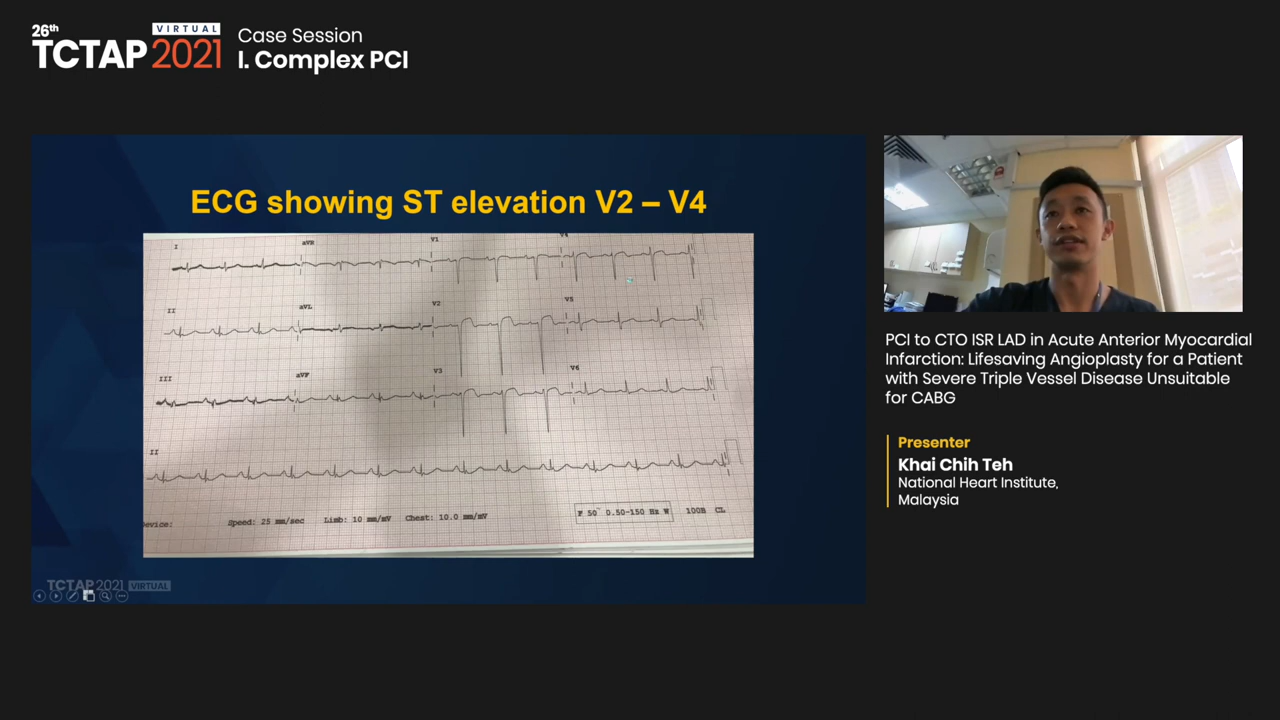 26th
VIRTUAL
TCTAP 2021
Case Session
I. Complex PCI
ECG showing ST elevation V2 – V4
I
aVR
V1
V4
II
aVL
V2
V5
III
aVF
V3
V6
II
Device:
Speed: 25 mm/sec
Limb: 10 mm/mV
Chest: 10.0 mm/mV
F 50~ 0.50-150 Hz W
100B
CL
TCTAP 2021 VIRTUAL
PCI to CTO ISR LAD in Acute Anterior Myocardial
Infarction: Lifesaving Angioplasty for a Patient
with Severe Triple Vessel Disease Unsuitable
for CABG
Presenter
Khai Chih Teh
National Heart Institute,
Malaysia